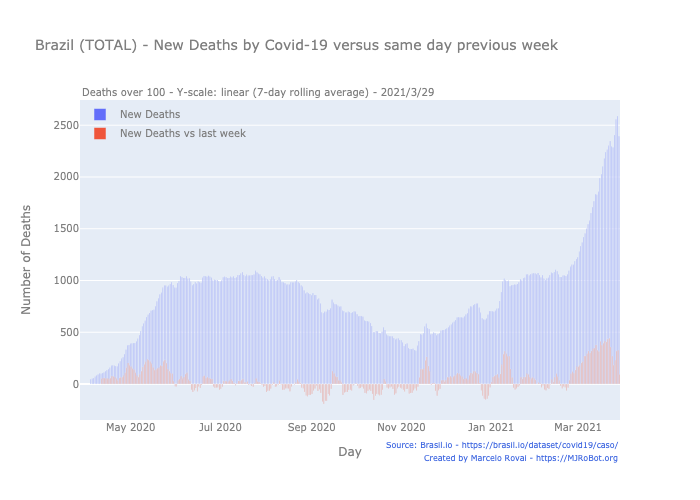 Brazil (TOTAL) - New Deaths by Covid-19 versus same day previous week
Deaths over 100 - Y-scale: linear (7-day rolling average) - 2021/3/29
New Deaths
New Deaths vs last week
2500
2000
1500
1000
500
0
Number of Deaths
May 2020 Jul 2020 Sep 2020 Nov 2020 Jan 2021 Mar 2021
Day
Source: Brasil.io - https://brasil.io/dataset/covid19/caso/
Created by Marcelo Rovai - https://MJRoBot.org